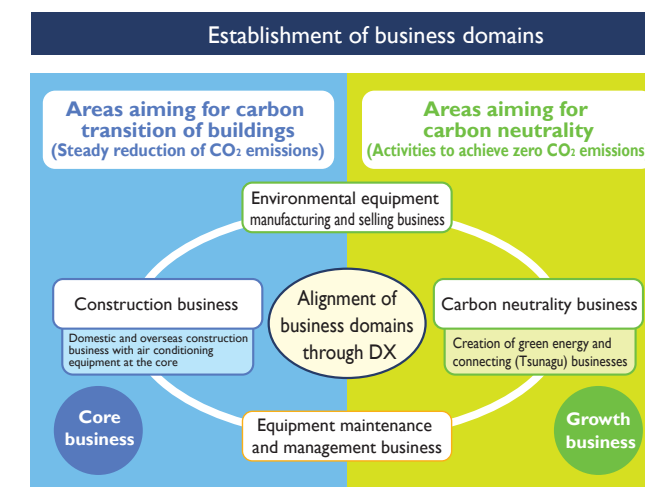 Establishment of business domains
Areas aiming for carbon
transition of buildings
(Steady reduction of CO₂ emissions)
Areas aiming for
carbon neutrality
(Activities to achieve zero CO₂ emissions
Environmental equipment
manufacturing and selling business
Construction business
Domestic and overseas construction
business with air conditioning
equipment at the core
Alignment of
business domains
through DX
Carbon neutrality business
Creation of green energy and
connecting (Tsunagu) businesses
Core
business
Equipment maintenance
and management business
Growth
business